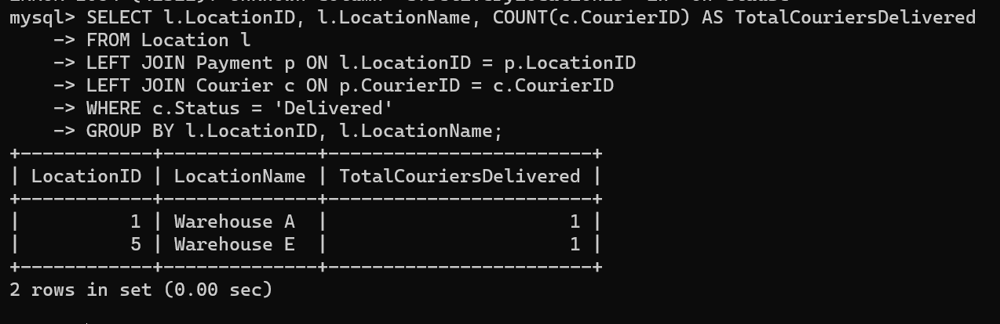 mysql> SELECT l.LocationID, l.LocationName, COUNT(c.CourierID) AS TotalCouriersDelivered
    -> FROM Location l
    -> LEFT JOIN Payment p ON l.LocationID = p.LocationID
    -> LEFT JOIN Courier c ON p.CourierID = c.CourierID
    -> WHERE c.Status = 'Delivered'
    -> GROUP BY l.LocationID, l.LocationName;
+------------+--------------+------------------------+
| LocationID | LocationName | TotalCouriersDelivered |
+------------+--------------+------------------------+
|          1 | Warehouse A  |                      1 |
|          5 | Warehouse E  |                      1 |
+------------+--------------+------------------------+
2 rows in set (0.00 sec)